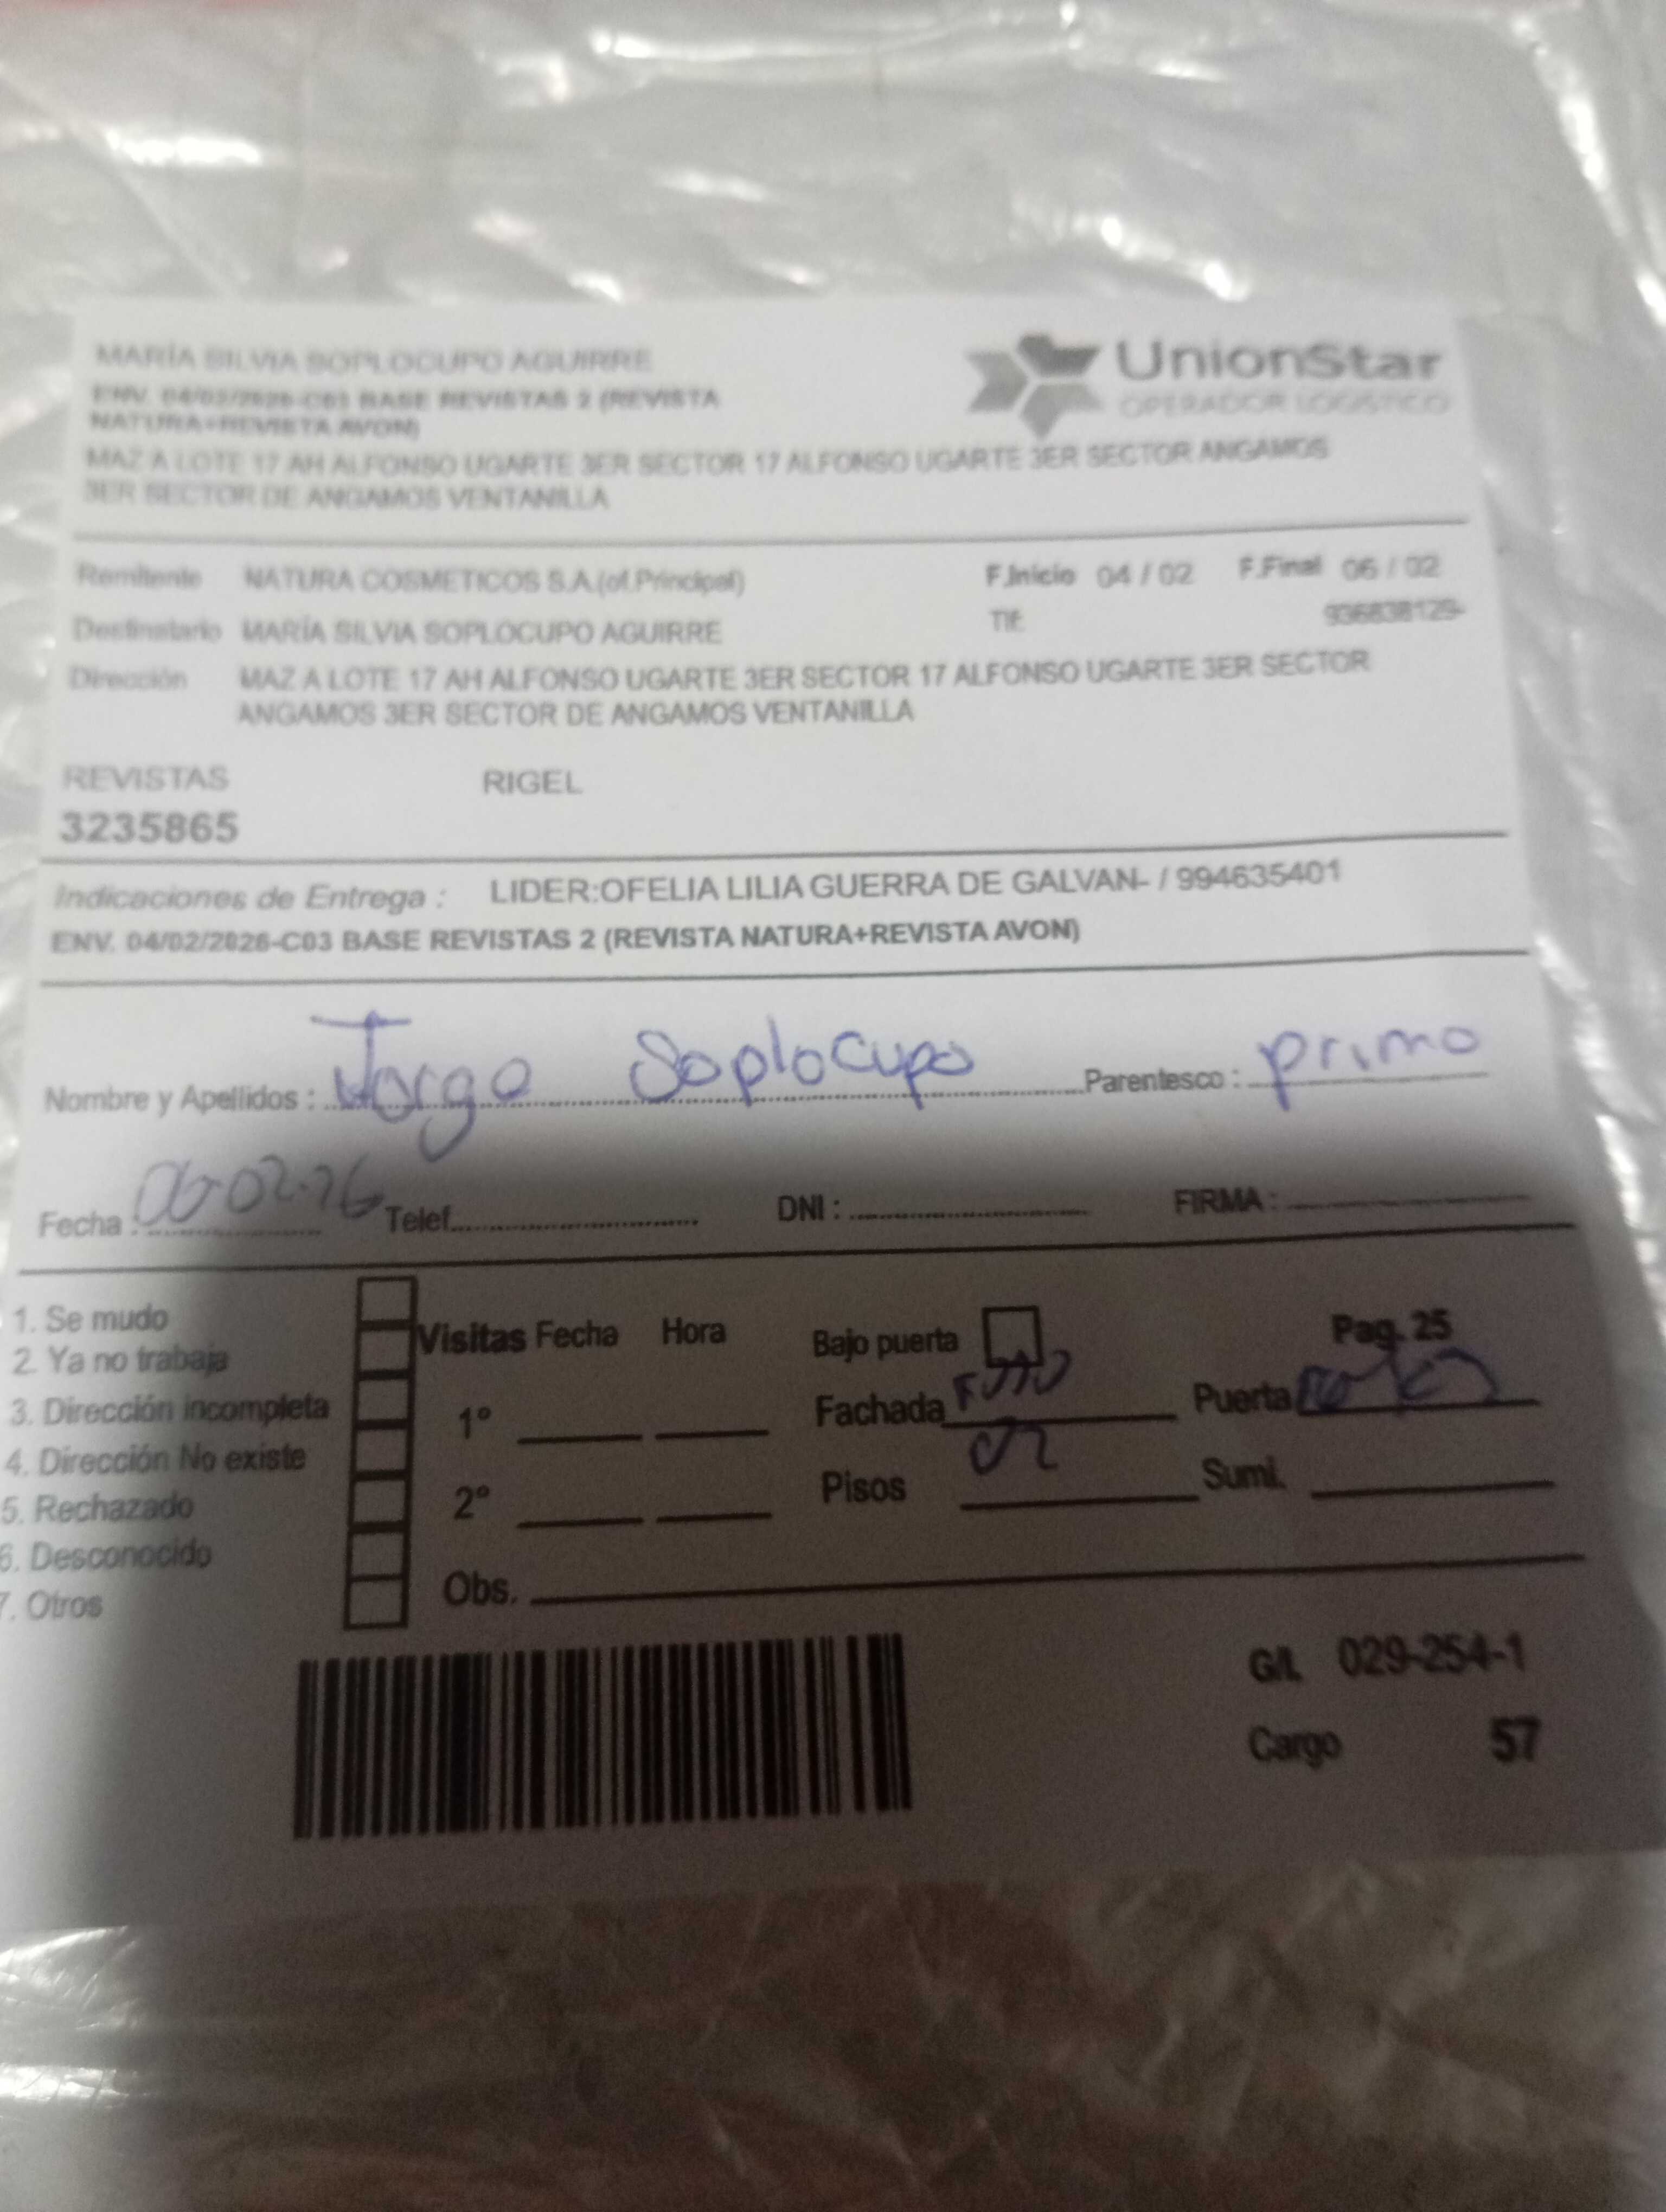 MARÍA SILVIA SOPLOCUPO AGUIRRE
ENV. 04/02/2026-C03 BASE REVISTAS 2 (REVISTA
NATURA+REVISTA AVON)
MAZ A LOTE 17 AH ALFONSO UGARTE 3ER SECTOR 17 ALFONSO UGARTE 3ER SECTOR ANGAMOS
3ER SECTOR DE ANGAMOS VENTANILLA
UnionStar
OPERADOR LOGISTICO
Remitente NATURA COSMETICOS S.A.(of.Principal) F.Inicio 04 / 02 F.Final 06 / 02
Destinatario MARÍA SILVIA SOPLOCUPO AGUIRRE Tlf: 936838129-
Dirección MAZ A LOTE 17 AH ALFONSO UGARTE 3ER SECTOR 17 ALFONSO UGARTE 3ER SECTOR
ANGAMOS 3ER SECTOR DE ANGAMOS VENTANILLA
REVISTAS RIGEL
3235865
Indicaciones de Entrega : LIDER:OFELIA LILIA GUERRA DE GALVAN- / 994635401
ENV. 04/02/2026-C03 BASE REVISTAS 2 (REVISTA NATURA+REVISTA AVON)
Nombre y Apellidos : Jorge Soplocupo Parentesco : primo
Fecha : 06-02-26 Telef. DNI : FIRMA :
1. Se mudo
2. Ya no trabaja
3. Dirección incompleta
4. Dirección No existe
5. Rechazado
6. Desconocido
7. Otros
Visitas Fecha Hora
1°
2°
Obs.
Bajo puerta
Fachada
Pisos 02
Pag. 25
Puerta
Sumi.
G/L 029-254-1
Cargo 57